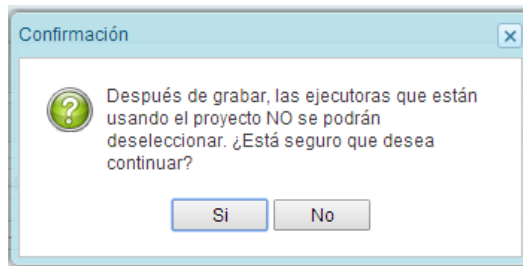 Confirmación
Después de grabar, las ejecutoras que están
usando el proyecto NO se podrán
deseleccionar. ¿Está seguro que desea
continuar?
Si
No